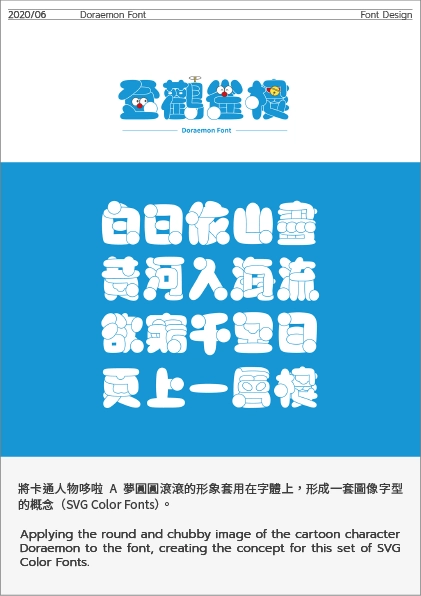 2020/06 Doraemon Font Font Design
登鸛雀樓
Doraemon Font
白日依山盡
黃河入海流
欲窮千里目
更上一層樓
將卡通人物哆啦 A 夢圓圓滾滾的形象套用在字體上，形成一套圖像字型
的概念（SVG Color Fonts）。
Applying the round and chubby image of the cartoon character
Doraemon to the font, creating the concept for this set of SVG
Color Fonts.